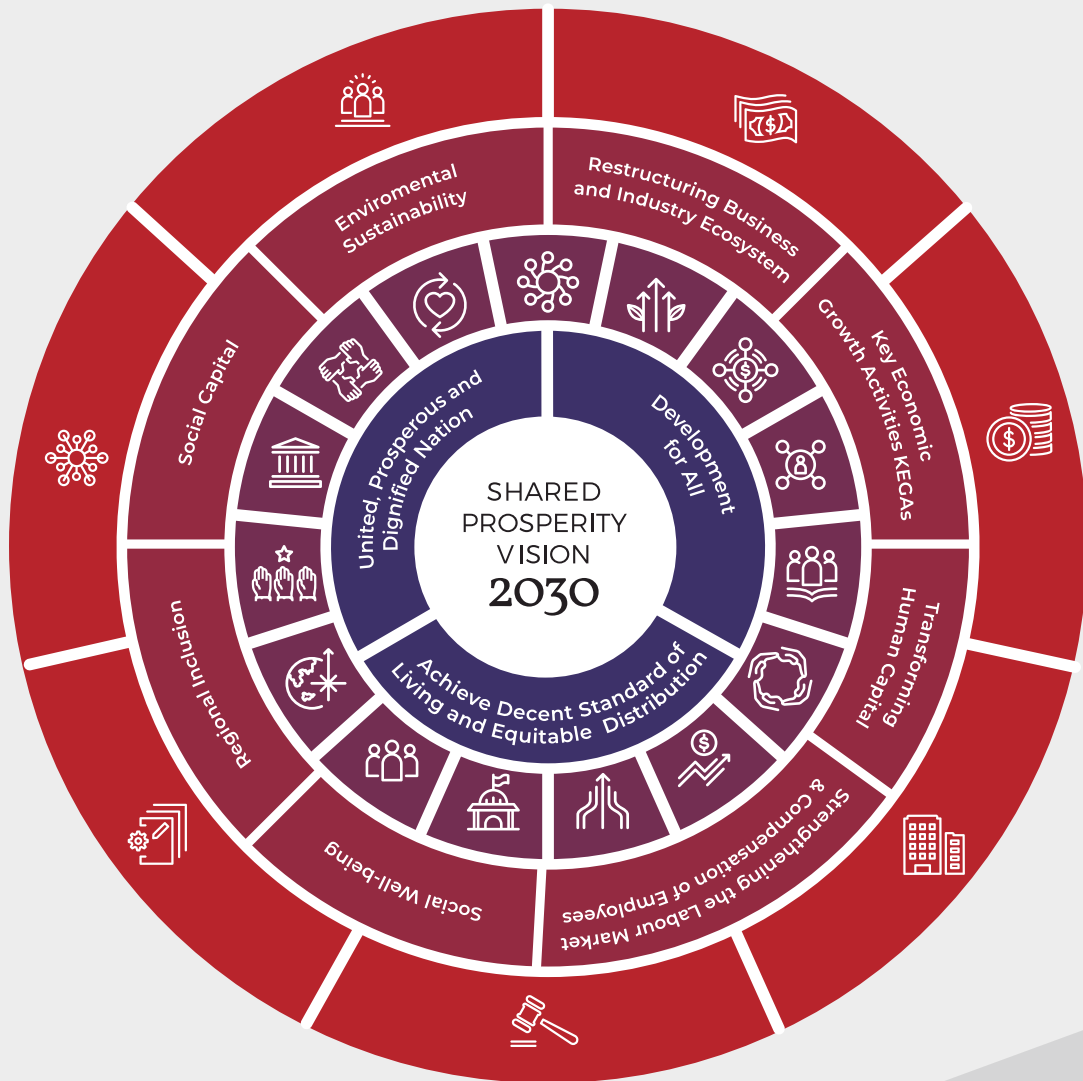 SHARED
PROSPERITY
VISION
2030
Development
for All
Achieve Decent Standard of
Living and Equitable Distribution
United, Prosperous and
Dignified Nation
Restructuring Business
and Industry Ecosystem
Key Economic
Growth Activities KEGAs
Transforming
Human Capital
Strengthening the Labour Market
& Compensation of Employees
Social Well-being
Regional Inclusion
Social Capital
Enviromental
Sustainability